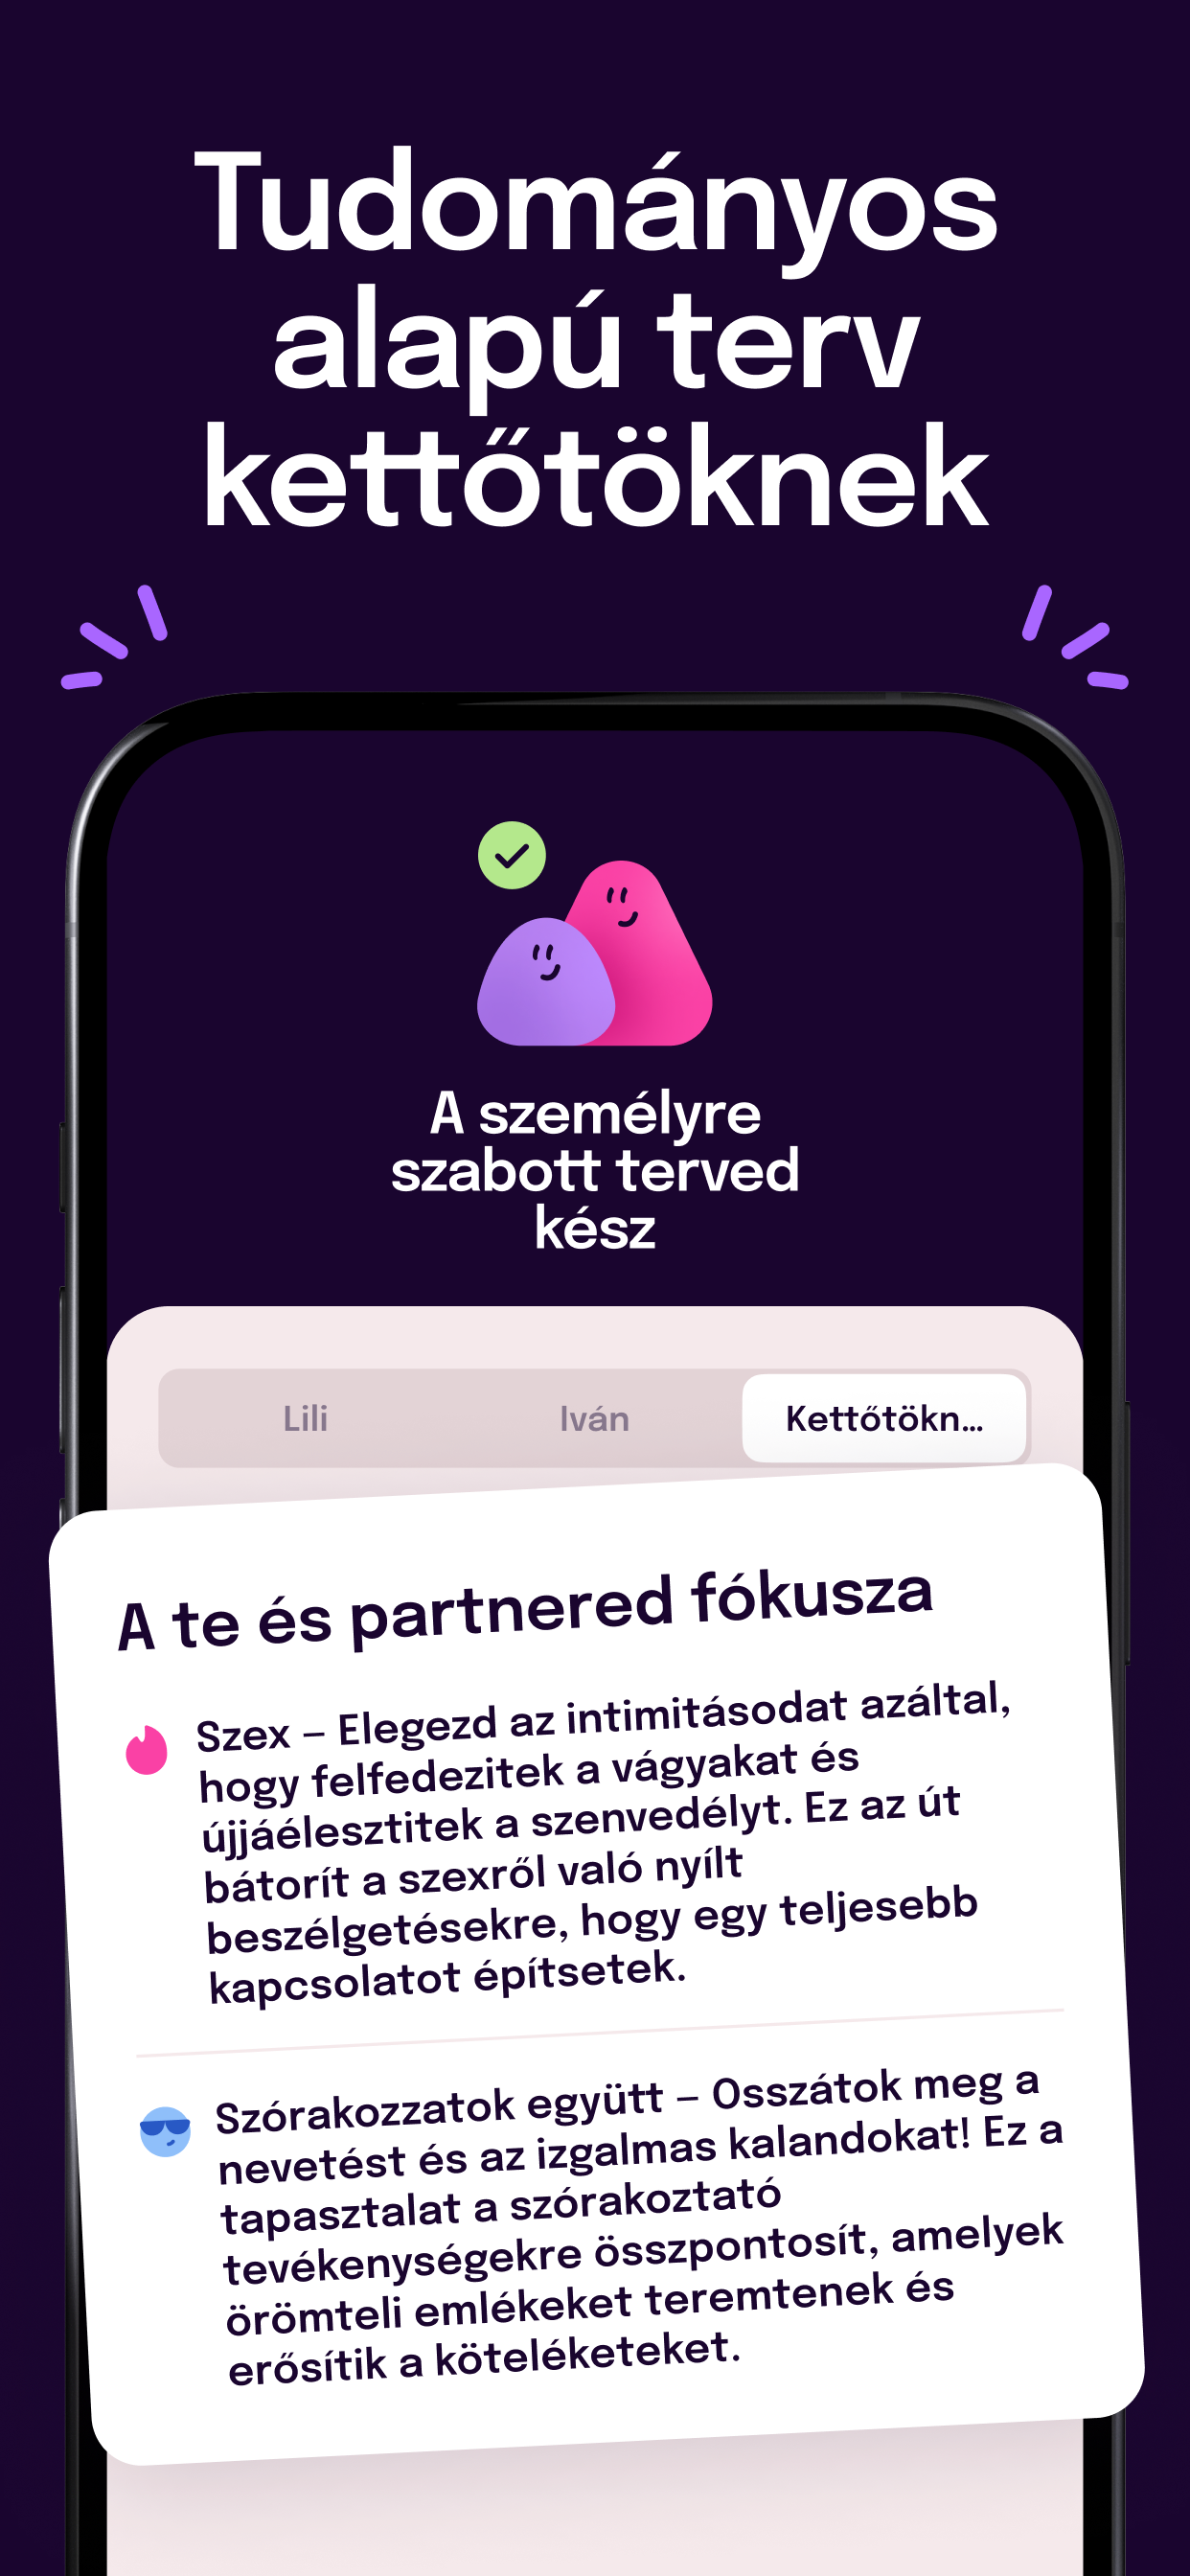 Tudományos
alapú terv
kettőtöknek
A személyre
szabott terved
kész
Lili
Iván
Kettőtökn...
A te és partnered fókusza
Szex – Elegezd az intimitásodat azáltal,
hogy felfedezitek a vágyakat és
újjáélesztitek a szenvedélyt. Ez az út
bátorít a szexről való nyílt
beszélgetésekre, hogy egy teljesebb
kapcsolatot építsetek.
Szórakozzatok együtt – Osszátok meg a
nevetést és az izgalmas kalandokat! Ez a
tapasztalat a szórakoztató
tevékenységekre összpontosít, amelyek
örömteli emlékeket teremtenek és
erősítik a köteléketeket.